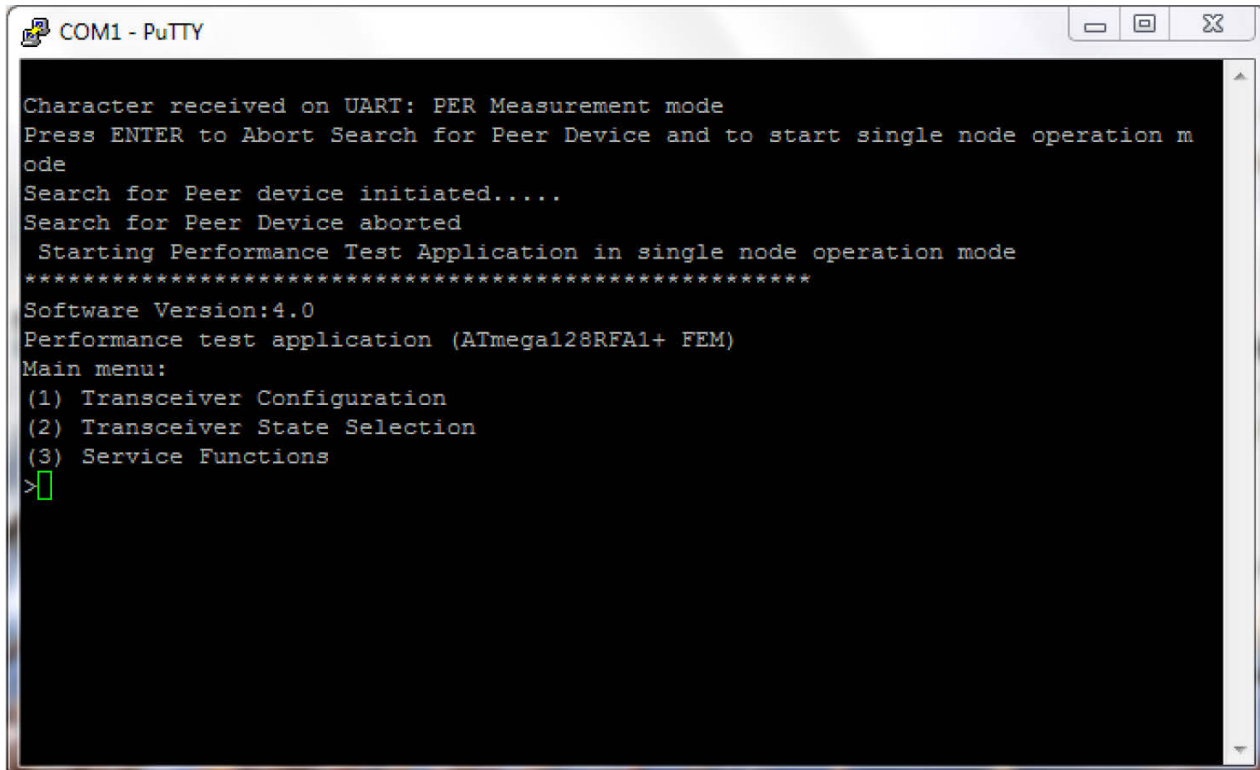 COM1 - PuTTY
Character received on UART: PER Measurement mode
Press ENTER to Abort Search for Peer Device and to start single node operation m
ode
Search for Peer device initiated.....
Search for Peer Device aborted
 Starting Performance Test Application in single node operation mode
******************************************************
Software Version:4.0
Performance test application (ATmega128RFA1+ FEM)
Main menu:
(1) Transceiver Configuration
(2) Transceiver State Selection
(3) Service Functions
>